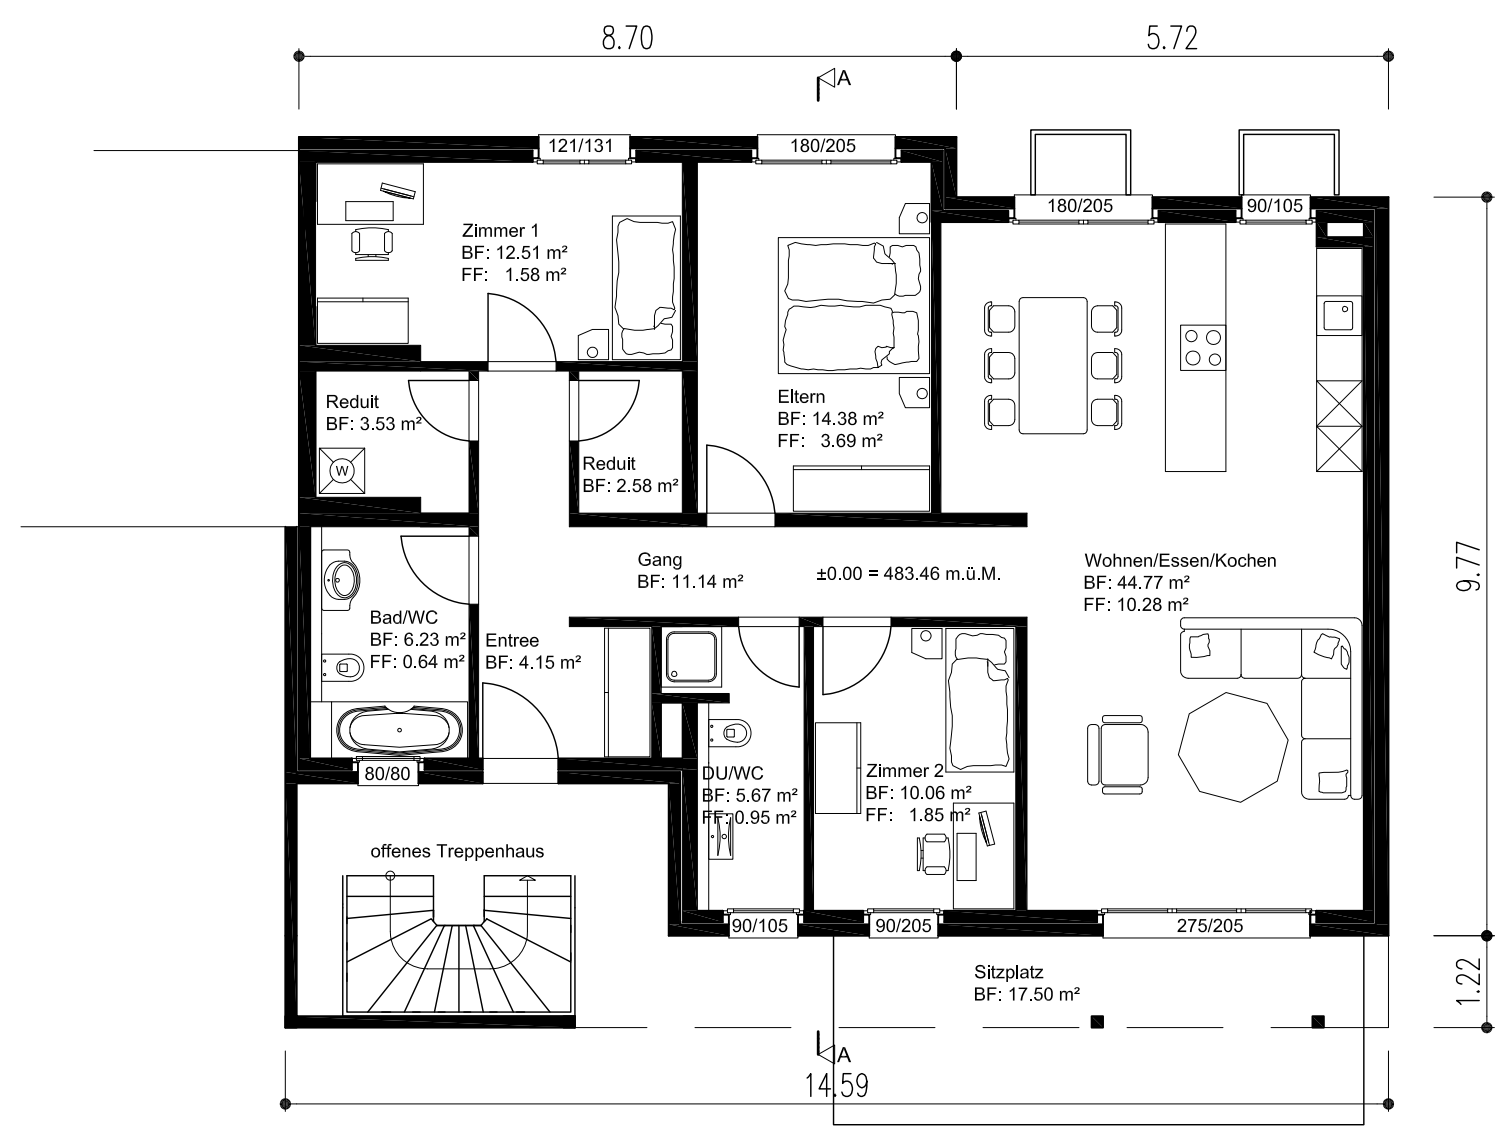 8.70
5.72
A
121/131
180/205
180/205
90/105
Zimmer 1
BF: 12.51 m²
FF: 1.58 m²
Eltern
BF: 14.38 m²
FF: 3.69 m²
Reduit
BF: 3.53 m²
W
Reduit
BF: 2.58 m²
Gang
BF: 11.14 m²
±0.00 = 483.46 m.ü.M.
Wohnen/Essen/Kochen
BF: 44.77 m²
FF: 10.28 m²
9.77
Bad/WC
BF: 6.23 m²
FF: 0.64 m²
Entree
BF: 4.15 m²
80/80
DU/WC
BF: 5.67 m²
FF: 0.95 m²
Zimmer 2
BF: 10.06 m²
FF: 1.85 m²
offenes Treppenhaus
90/105
90/205
275/205
Sitzplatz
BF: 17.50 m²
1.22
A
14.59